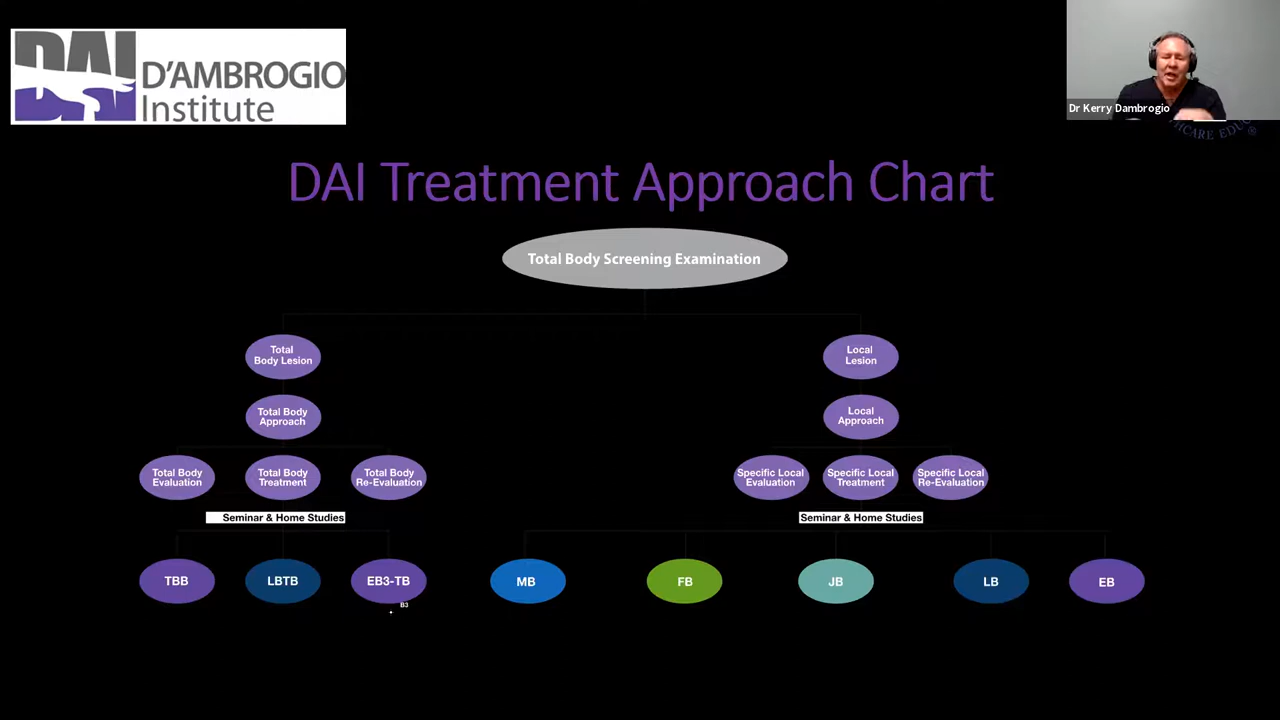 DAI
D'AMBROGIO
Institute
Dr Kerry Dambrogio
HCARE EDUC
DAI Treatment Approach Chart
Total Body Screening Examination
Total
Body Lesion
Local
Lesion
Total Body
Approach
Local
Approach
Total Body
Evaluation
Total Body
Treatment
Total Body
Re-Evaluation
Specific Local
Evaluation
Specific Local
Treatment
Specific Local
Re-Evaluation
Seminar & Home Studies
Seminar & Home Studies
TBB
LBTB
EB3-TB
MB
FB
JB
LB
EB
B3